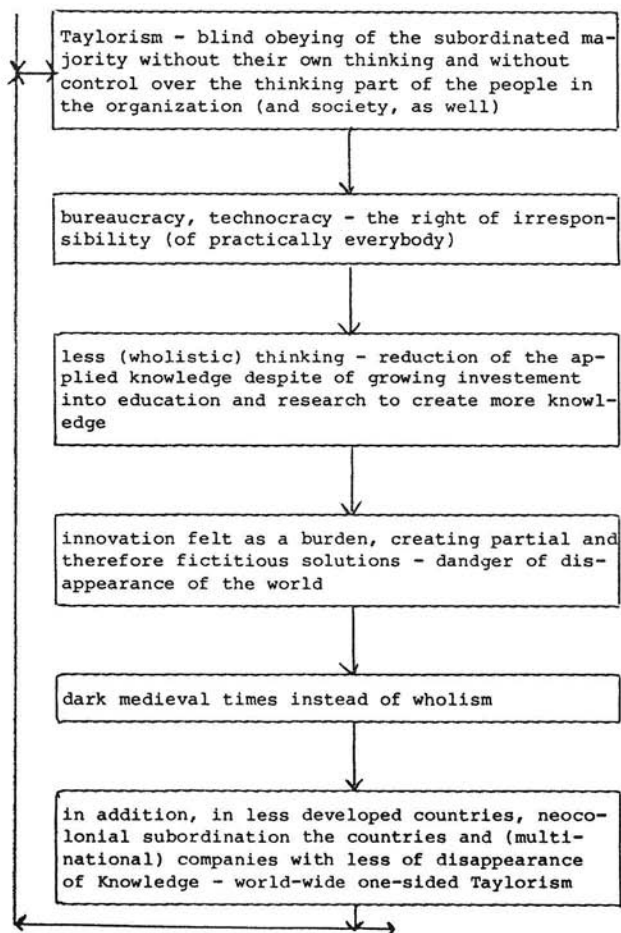 Taylorism - blind obeying of the subordinated ma-
jority without their own thinking and without
control over the thinking part of the people in
the organization (and society, as well)
bureaucracy, technocracy - the right of irrespon-
sibility (of practically everybody)
less (wholistic) thinking - reduction of the ap-
plied knowledge despite of growing investement
into education and research to create more knowl-
edge
innovation felt as a burden, creating partial and
therefore fictitious solutions - dandger of dis-
appearance of the world
dark medieval times instead of wholism
in addition, in less developed countries, neoco-
lonial subordination the countries and (multi-
national) companies with less of disappearance
of Knowledge - world-wide one-sided Taylorism